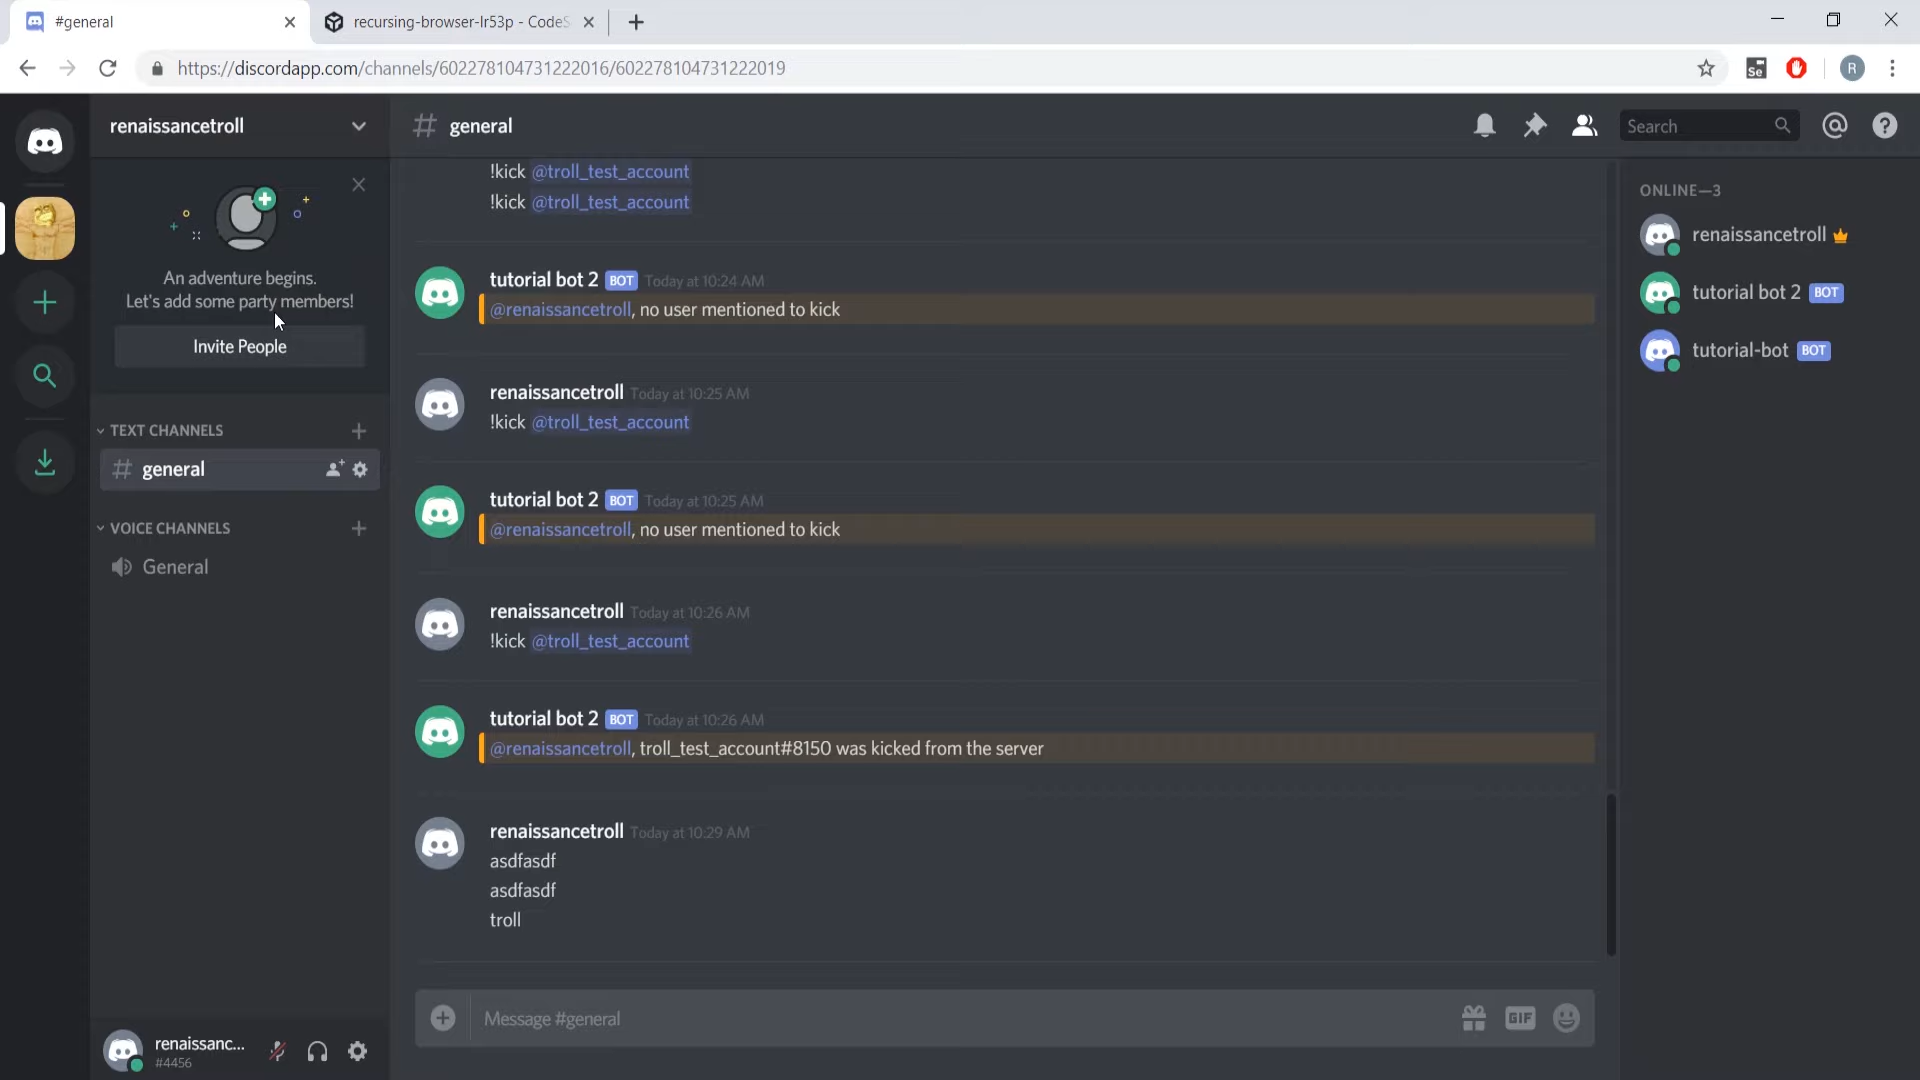 #general
recursing-browser-lr53p - CodeS
https://discordapp.com/channels/602278104731222016/602278104731222019
Se
R
renaissancetroll
An adventure begins.
Let's add some party members!
Invite People
TEXT CHANNELS
general
VOICE CHANNELS
General
renaissanc...
#4456
general
Search
!kick @troll_test_account
!kick @troll_test_account
tutorial bot 2 BOT Today at 10:24 AM
@renaissancetroll, no user mentioned to kick
renaissancetroll Today at 10:25 AM
!kick @troll_test_account
tutorial bot 2 BOT Today at 10:25 AM
@renaissancetroll, no user mentioned to kick
renaissancetroll Today at 10:26 AM
!kick @troll_test_account
tutorial bot 2 BOT Today at 10:26 AM
@renaissancetroll, troll_test_account#8150 was kicked from the server
renaissancetroll Today at 10:29 AM
asdfasdf
asdfasdf
troll
Message #general
GIF
ONLINE—3
renaissancetroll
tutorial bot 2 BOT
tutorial-bot BOT